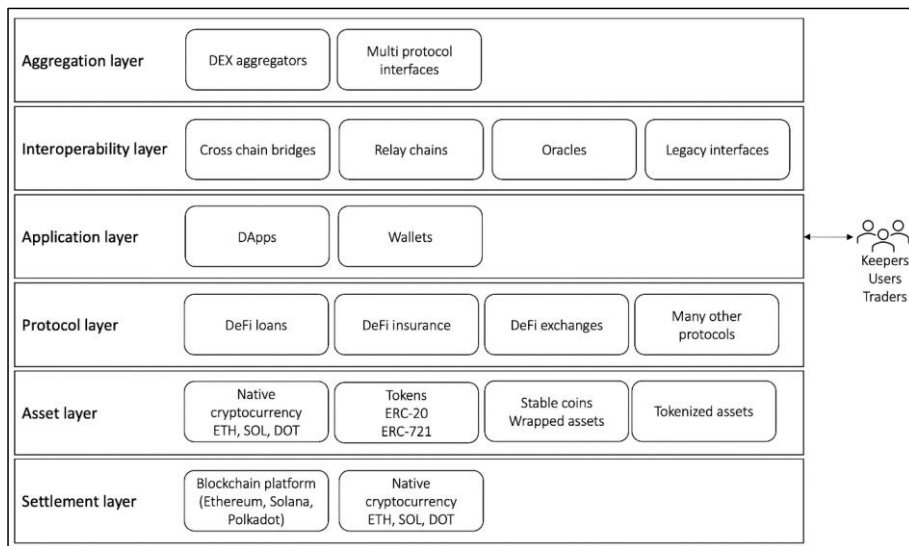 Aggregation layer
DEX aggregators
Multi protocol
interfaces
Interoperability layer
Cross chain bridges
Relay chains
Oracles
Legacy interfaces
Application layer
DApps
Wallets
Protocol layer
DeFi loans
DeFi insurance
DeFi exchanges
Many other
protocols
Asset layer
Native
cryptocurrency
ETH, SOL, DOT
Tokens
ERC-20
ERC-721
Stable coins
Wrapped assets
Tokenized assets
Settlement layer
Blockchain platform
(Ethereum, Solana,
Polkadot)
Native
cryptocurrency
ETH, SOL, DOT
Keepers
Users
Traders